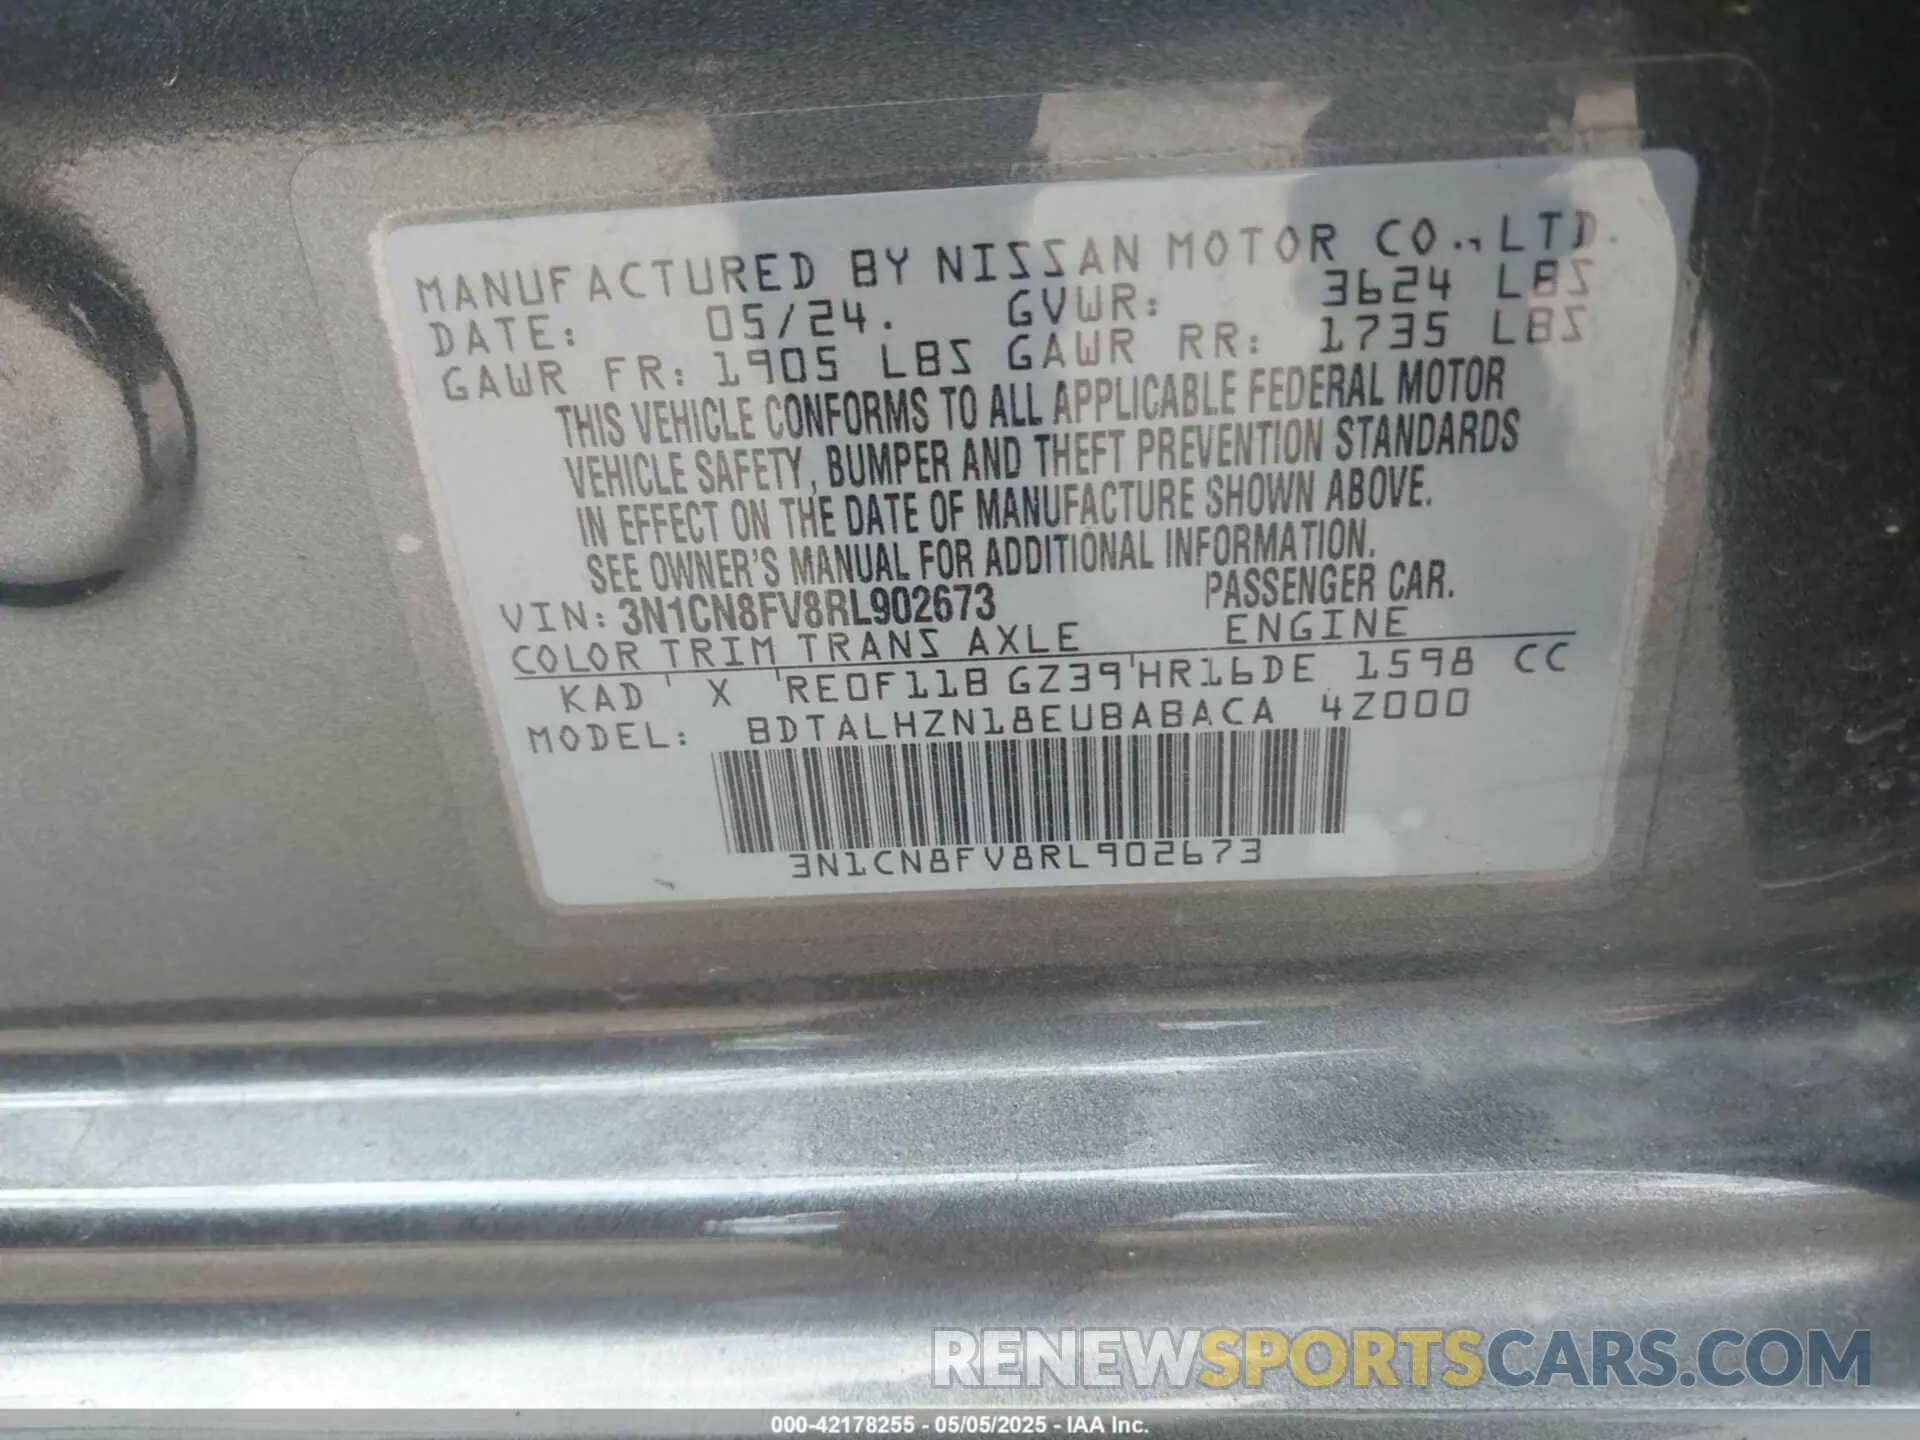 MANUFACTURED BY NISSAN MOTOR CO., LTD.
DATE: 05/24. GVWR: 3624 LBS
GAWR FR: 1905 LBS GAWR RR: 1735 LBS
THIS VEHICLE CONFORMS TO ALL APPLICABLE FEDERAL MOTOR
VEHICLE SAFETY, BUMPER AND THEFT PREVENTION STANDARDS
IN EFFECT ON THE DATE OF MANUFACTURE SHOWN ABOVE.
SEE OWNER'S MANUAL FOR ADDITIONAL INFORMATION.
VIN: 3N1CN8FV8RL902673 PASSENGER CAR.
COLOR TRIM TRANS AXLE ENGINE
KAD ' X 'RE0F11B GZ39'HR16DE 1598 CC
MODEL: BDTALHZN18EUBABACA 4Z000
3N1CN8FV8RL902673
RENEWSPORTSCARS.COM
000-42178255 - 05/05/2025 - IAA Inc.